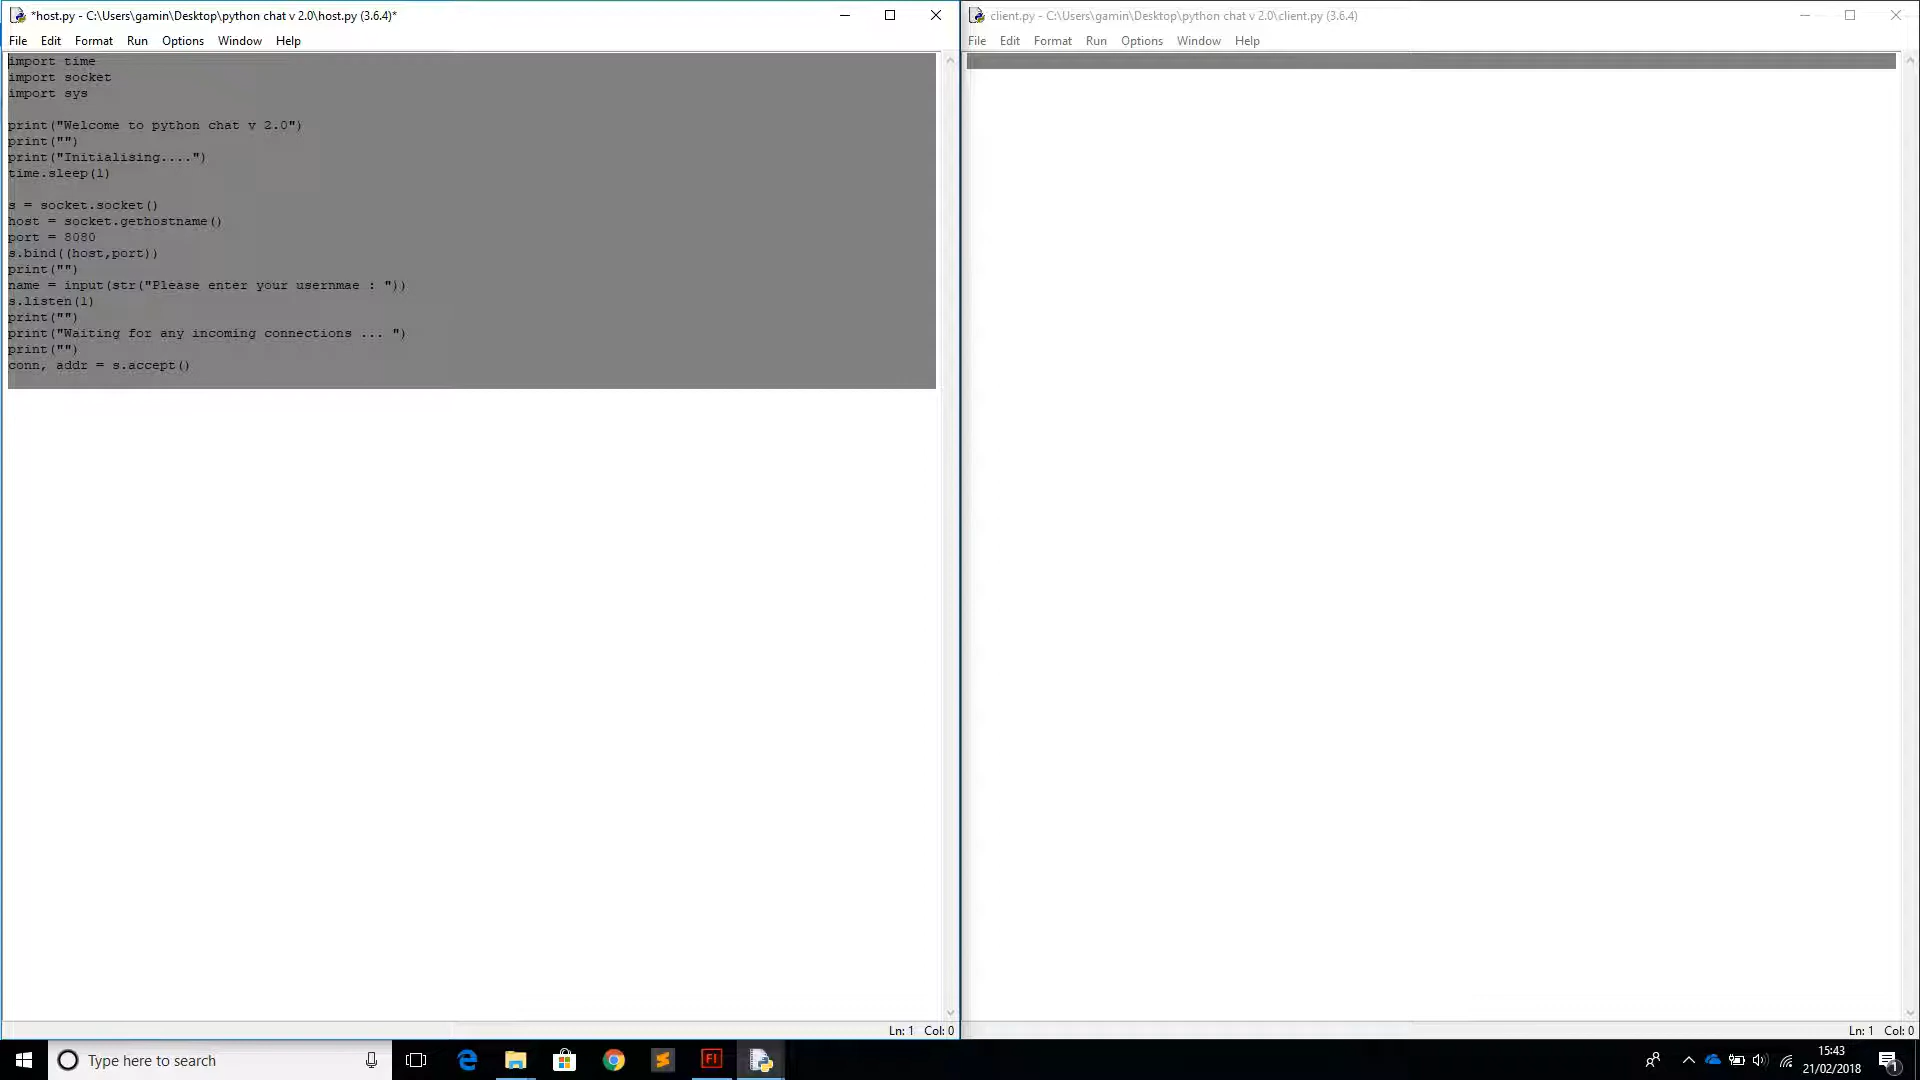 *host.py - C:\Users\gamin\Desktop\python chat v 2.0\host.py (3.6.4)*
File Edit Format Run Options Window Help
import time
import socket
import sys
print("Welcome to python chat v 2.0")
print("")
print("Initialising....")
time.sleep(1)
s = socket.socket()
host = socket.gethostname()
port = 8080
s.bind((host,port))
print("")
name = input(str("Please enter your usernmae : "))
s.listen(1)
print("")
print("Waiting for any incoming connections ... ")
print("")
conn, addr = s.accept()
Ln: 1 Col: 0
client.py - C:\Users\gamin\Desktop\python chat v 2.0\client.py (3.6.4)
File Edit Format Run Options Window Help
Ln: 1 Col: 0
Type here to search
Fl
15:43
21/02/2018
1